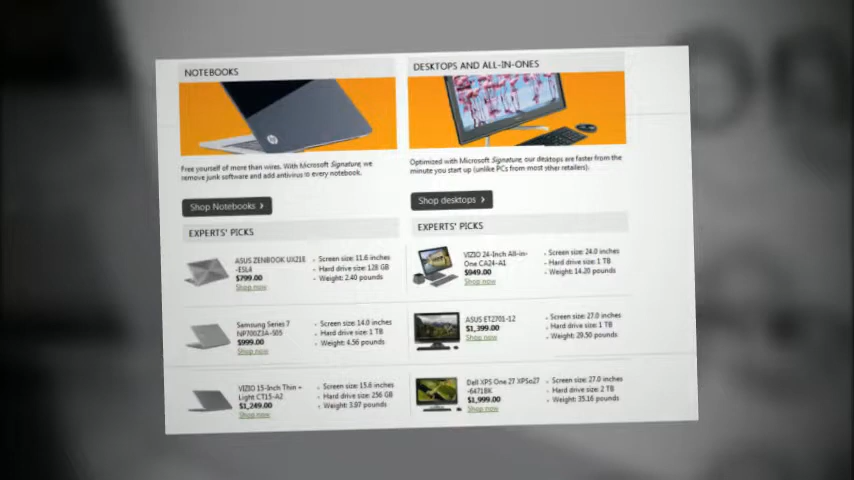 NOTEBOOKS
Free yourself of more than wires. With Microsoft Signature, we
remove junk software and add antivirus to every notebook.
Shop Notebooks >
EXPERTS' PICKS
ASUS ZENBOOK UX21E
-ESL4
$799.00
Shop now
• Screen size: 11.6 inches
• Hard drive size: 128 GB
• Weight: 2.40 pounds
Samsung Series 7
NP700Z3A-S05
$999.00
Shop now
• Screen size: 14.0 inches
• Hard drive size: 1 TB
• Weight: 4.56 pounds
VIZIO 15-Inch Thin +
Light CT15-A2
$1,249.00
Shop now
• Screen size: 15.6 inches
• Hard drive size: 256 GB
• Weight: 3.97 pounds
DESKTOPS AND ALL-IN-ONES
Optimized with Microsoft Signature, our desktops are faster from the
minute you start up (unlike PCs from most other retailers).
Shop desktops >
EXPERTS' PICKS
VIZIO 24-Inch All-in-
One CA24-A1
$949.00
Shop now
• Screen size: 24.0 inches
• Hard drive size: 1 TB
• Weight: 14.20 pounds
ASUS ET2701-12
$1,399.00
Shop now
• Screen size: 27.0 inches
• Hard drive size: 1 TB
• Weight: 29.50 pounds
Dell XPS One 27 XPSo27
-6471BK
$1,999.00
Shop now
• Screen size: 27.0 inches
• Hard drive size: 2 TB
• Weight: 35.16 pounds